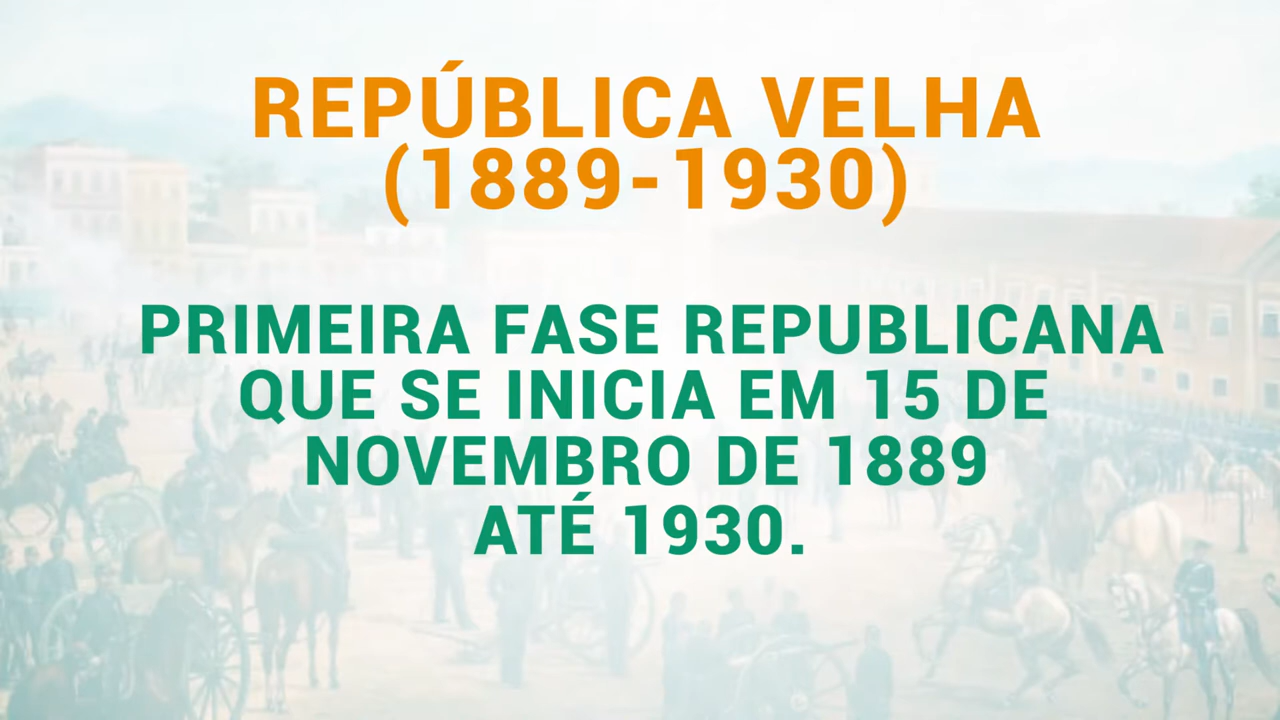 REPÚBLICA VELHA
(1889-1930)
PRIMEIRA FASE REPUBLICANA
QUE SE INICIA EM 15 DE
NOVEMBRO DE 1889
ATÉ 1930.